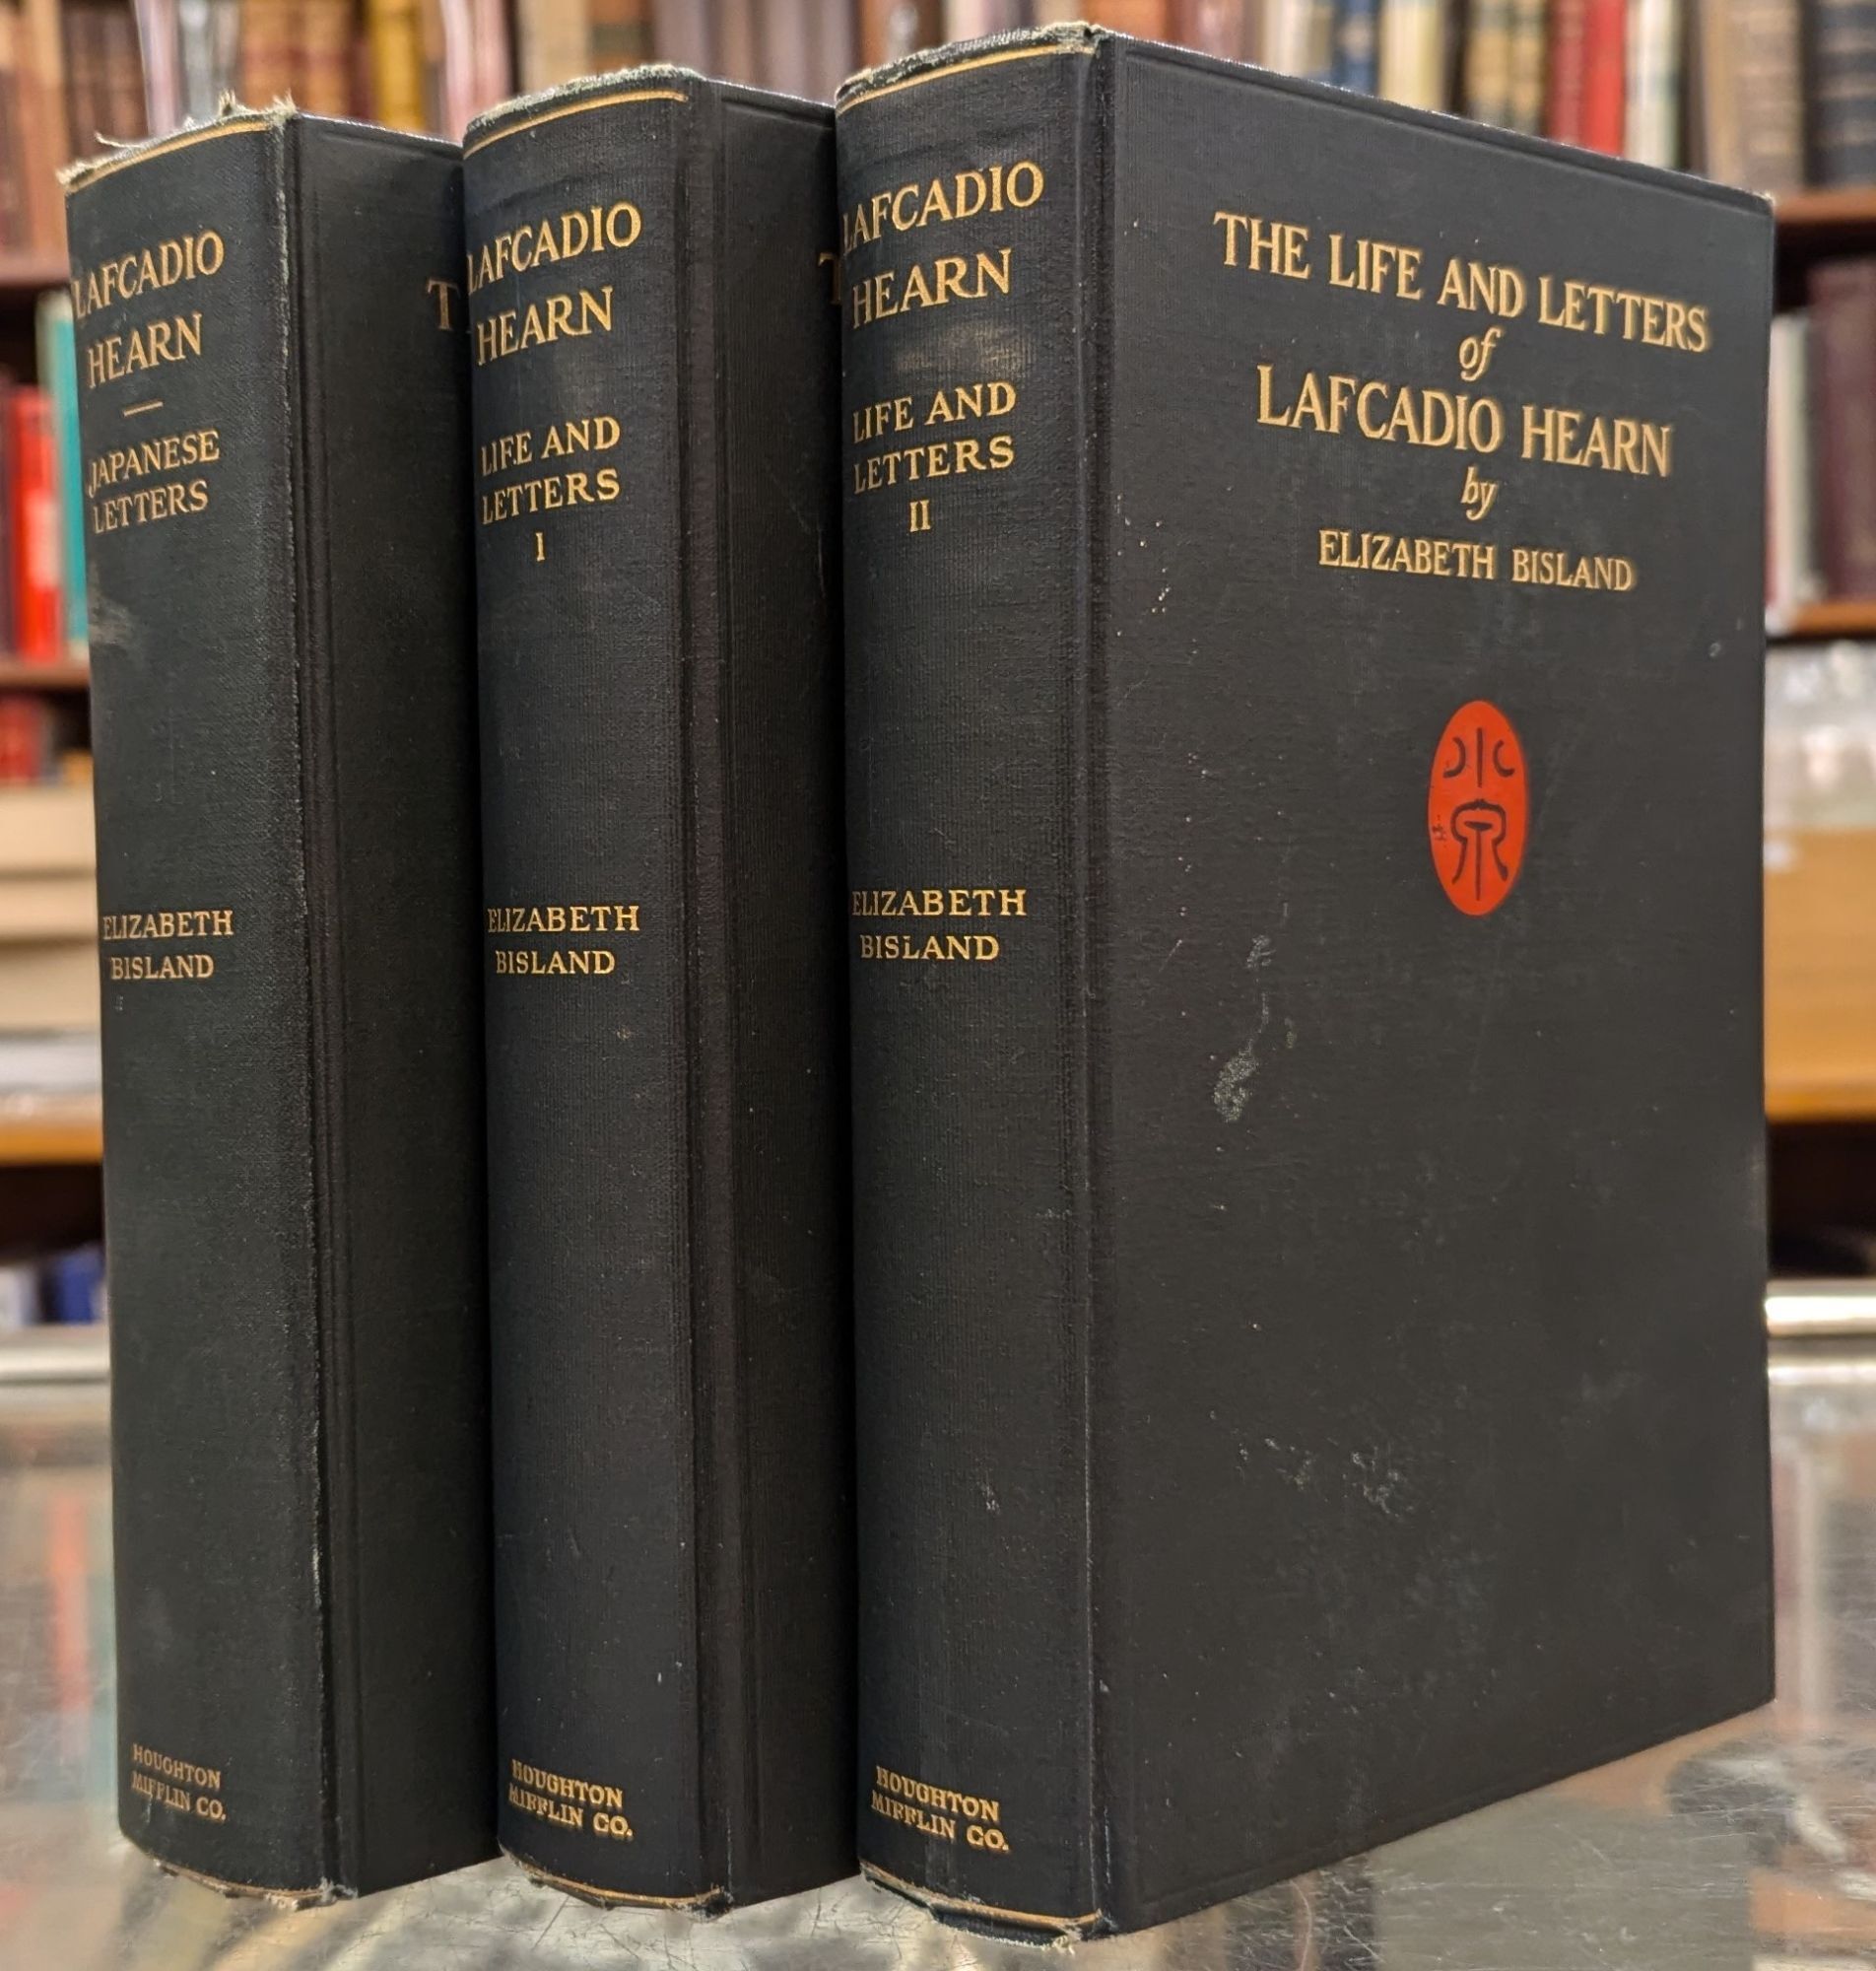 LAFCADIO
HEARN
JAPANESE
LETTERS
ELIZABETH
BISLAND
HOUGHTON
MIFFLIN CO.
T
LAFCADIO
HEARN
LIFE AND
LETTERS
I
ELIZABETH
BISLAND
HOUGHTON
MIFFLIN CO.
T
LAFCADIO
HEARN
LIFE AND
LETTERS
II
ELIZABETH
BISLAND
HOUGHTON
MIFFLIN CO.
THE LIFE AND LETTERS
of
LAFCADIO HEARN
by
ELIZABETH BISLAND